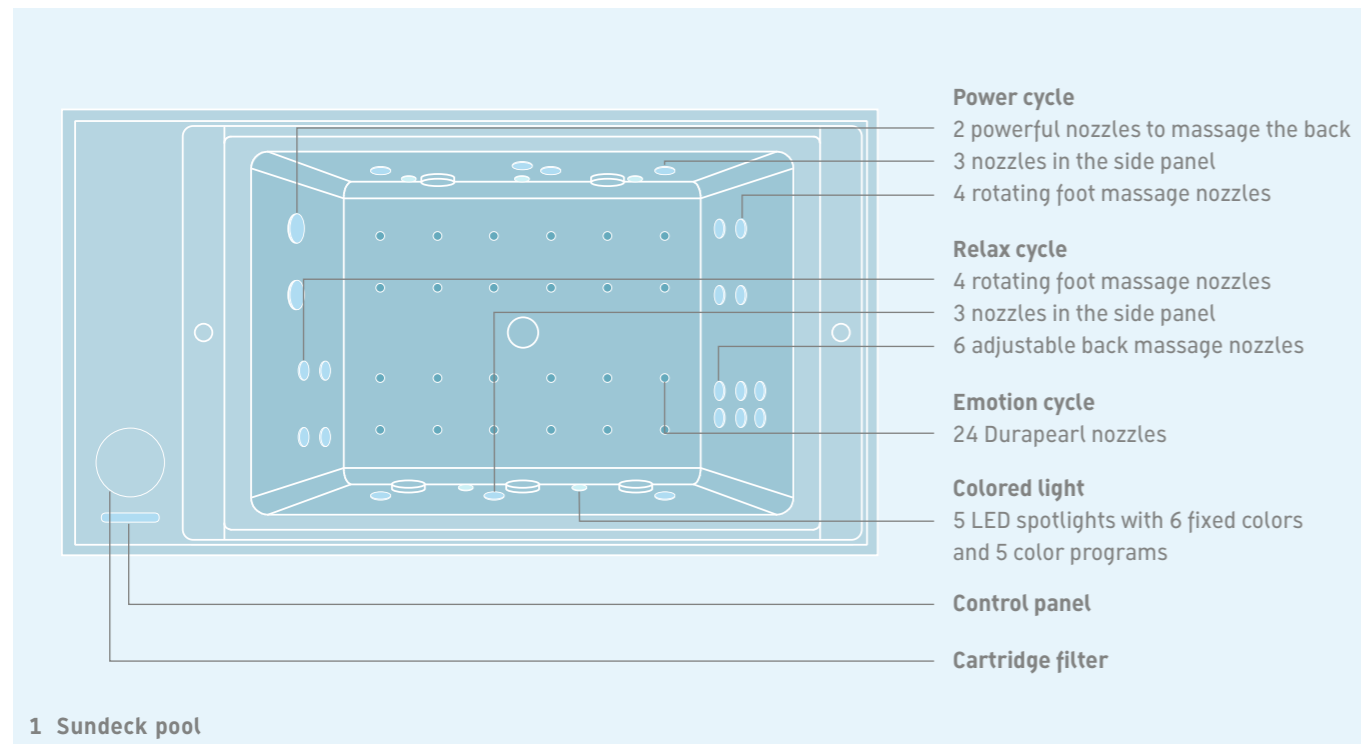 Power cycle
2 powerful nozzles to massage the back
3 nozzles in the side panel
4 rotating foot massage nozzles
Relax cycle
4 rotating foot massage nozzles
3 nozzles in the side panel
6 adjustable back massage nozzles
Emotion cycle
24 Durapearl nozzles
Colored light
5 LED spotlights with 6 fixed colors
and 5 color programs
Control panel
Cartridge filter
1 Sundeck pool